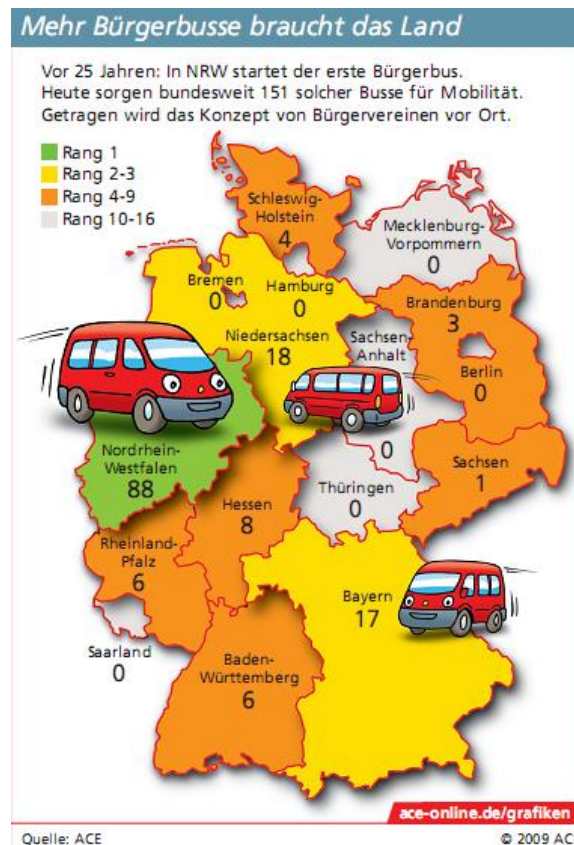 Mehr Bürgerbusse braucht das Land
Vor 25 Jahren: In NRW startet der erste Bürgerbus.
Heute sorgen bundesweit 151 solcher Busse für Mobilität.
Getragen wird das Konzept von Bürgervereinen vor Ort.
Rang 1
Rang 2-3
Rang 4-9
Rang 10-16
Schleswig-
Holstein
4
Mecklenburg-
Vorpommern
0
Bremen
0
Hamburg
0
Niedersachsen
18
Brandenburg
3
Sachsen-
Anhalt
0
Berlin
0
Nordrhein-
Westfalen
88
Sachsen
1
Thüringen
0
Hessen
8
Rheinland-
Pfalz
6
Bayern
17
Saarland
0
Baden-
Württemberg
6
ace-online.de/grafiken
Quelle: ACE
© 2009 AC